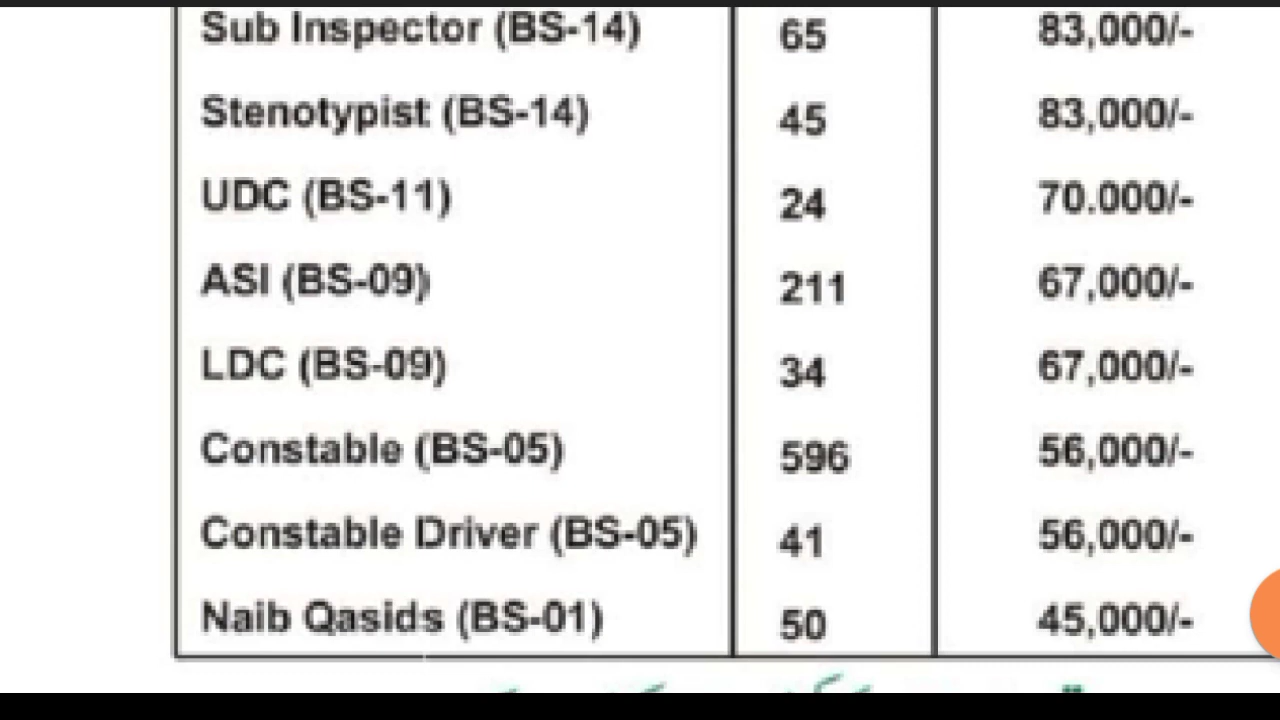 Sub Inspector (BS-14) 65 83,000/-
Stenotypist (BS-14) 45 83,000/-
UDC (BS-11) 24 70.000/-
ASI (BS-09) 211 67,000/-
LDC (BS-09) 34 67,000/-
Constable (BS-05) 596 56,000/-
Constable Driver (BS-05) 41 56,000/-
Naib Qasids (BS-01) 50 45,000/-